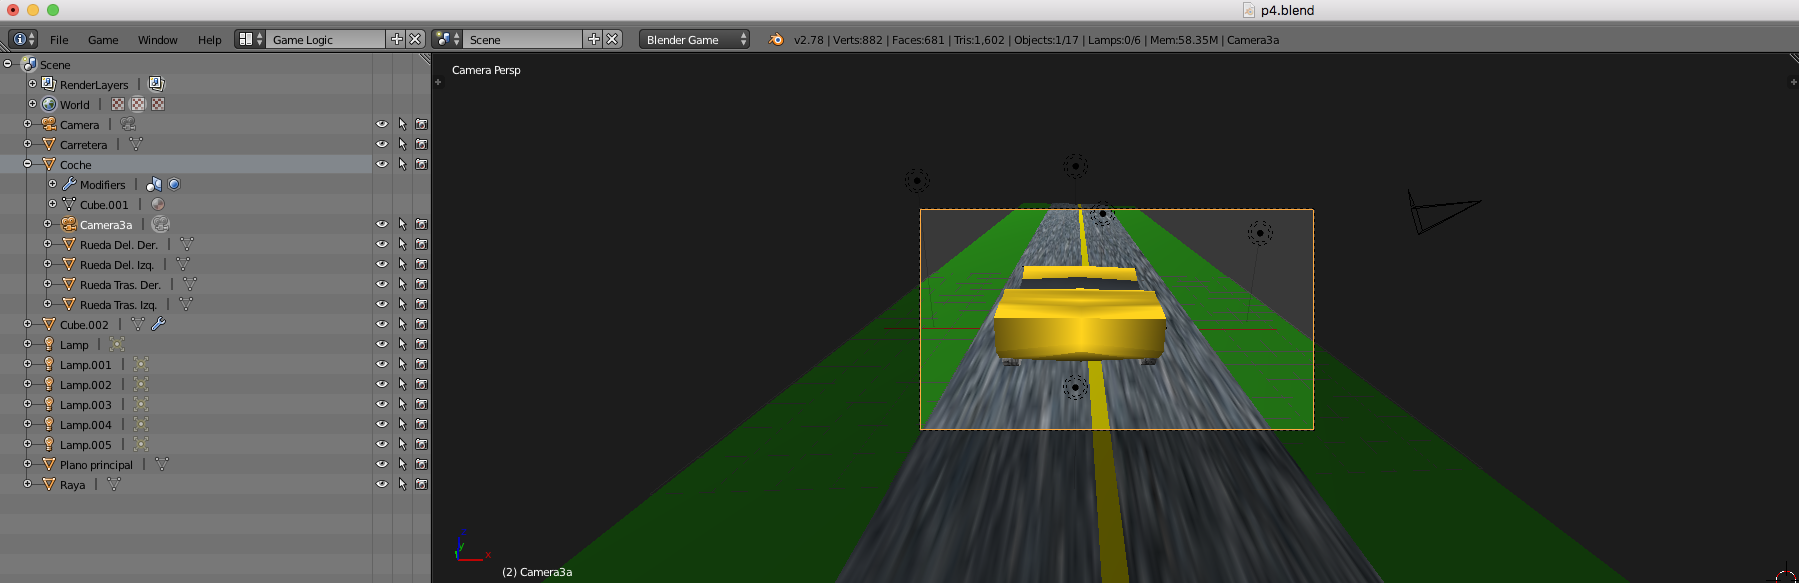 p4.blend
File Game Window Help Game Logic Scene Blender Game v2.78 | Verts:882 | Faces:681 | Tris:1,602 | Objects:1/17 | Lamps:0/6 | Mem:58.35M | Camera3a
Scene
Camera Persp
RenderLayers
World
Camera
Carretera
Coche
Modifiers
Cube.001
Camera3a
Rueda Del. Der.
Rueda Del. Izq.
Rueda Tras. Der.
Rueda Tras. Izq.
Cube.002
Lamp
Lamp.001
Lamp.002
Lamp.003
Lamp.004
Lamp.005
Plano principal
Raya
y
x
(2) Camera3a